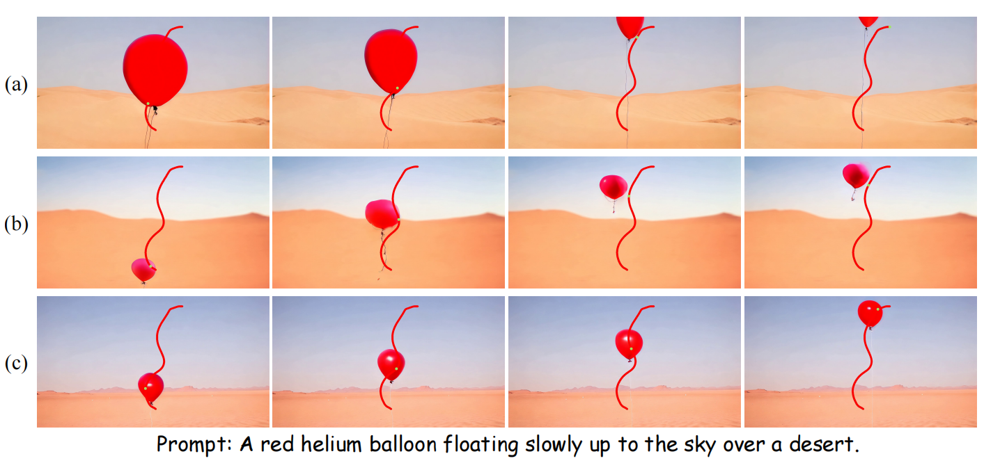 (a)
(b)
(c)
Prompt: A red helium balloon floating slowly up to the sky over a desert.